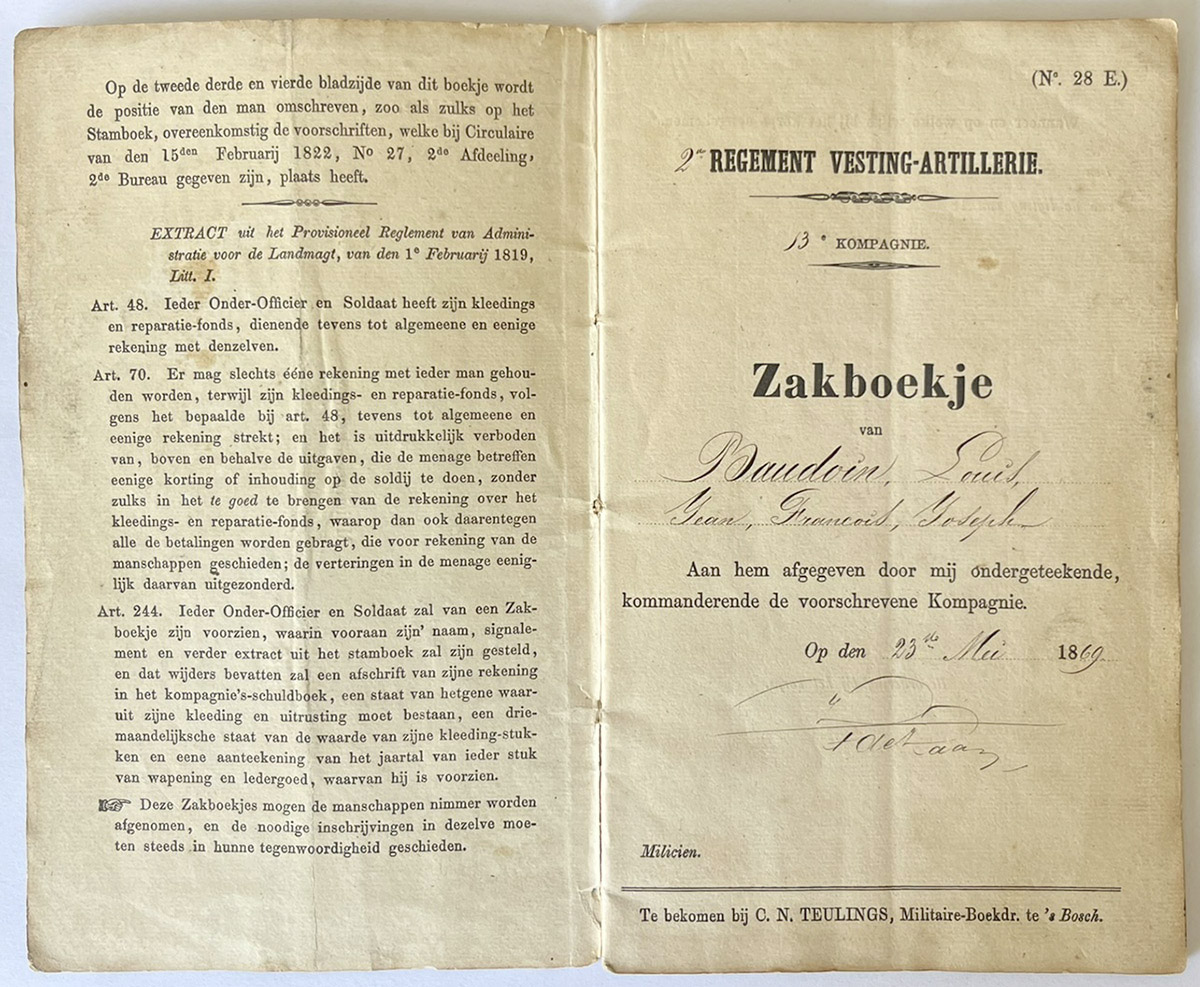 Op de tweede derde en vierde bladzijde van dit boekje wordt
de positie van den man omschreven, zoo als zulks op het
Stamboek, overeenkomstig de voorschriften, welke bij Circulaire
van den 15den Februarij 1822, No 27, 2de Afdeeling,
2de Bureau gegeven zijn, plaats heeft.
EXTRACT uit het Provisioneel Reglement van Admini-
stratie voor de Landmagt, van den 1e Februarij 1819,
Litt. I.
Art. 48. Ieder Onder-Officier en Soldaat heeft zijn kleedings
en reparatie-fonds, dienende tevens tot algemeene en eenige
rekening met denzelven.
Art. 70. Er mag slechts ééne rekening met ieder man gehou-
den worden, terwijl zijn kleedings- en reparatie-fonds, vol-
gens het bepaalde bij art. 48, tevens tot algemeene en
eenige rekening strekt; en het is uitdrukkelijk verboden
van, boven en behalve de uitgaven, die de menage betreffen
eenige korting of inhouding op de soldij te doen, zonder
zulks in het te goed te brengen van de rekening over het
kleedings- en reparatie-fonds, waarop dan ook daarentegen
alle de betalingen worden gebragt, die voor rekening van de
manschappen geschieden; de verteringen in de menage eenig-
lijk daarvan uitgezonderd.
Art. 244. Ieder Onder-Officier en Soldaat zal van een Zak-
boekje zijn voorzien, waarin vooraan zijn' naam, signale-
ment en verder extract uit het stamboek zal zijn gesteld,
en dat wijders bevatten zal een afschrift van zijne rekening
in het kompagnie's-schuldboek, een staat van hetgene waar-
uit zijne kleeding en uitrusting moet bestaan, een drie-
maandelijksche staat van de waarde van zijne kleeding-stuk-
ken en eene aanteekening van het jaartal van ieder stuk
van wapening en ledergoed, waarvan hij is voorzien.
☞ Deze Zakboekjes mogen de manschappen nimmer worden
afgenomen, en de noodige inschrijvingen in dezelve moe-
ten steeds in hunne tegenwoordigheid geschieden.
(No. 28 E.)
2e REGEMENT VESTING-ARTILLERIE.
13e KOMPAGNIE.
Zakboekje
van
Baudoin, Louis,
Jean, Francois, Joseph
Aan hem afgegeven door mij ondergeteekende,
kommanderende de voorschrevene Kompagnie.
Op den 23ste Mei 1869
Milicien.
Te bekomen bij C. N. TEULINGS, Militaire-Boekdr. te 's Bosch.